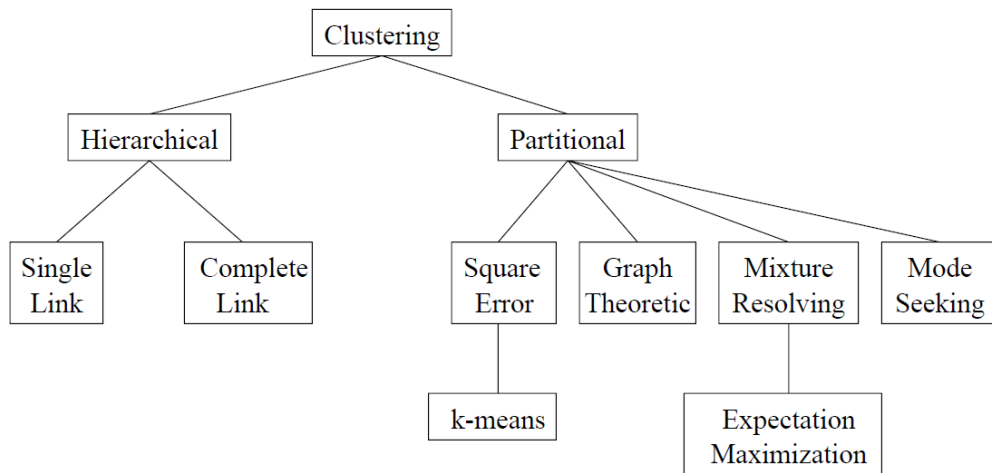 Clustering
Hierarchical
Partitional
Single
Link
Complete
Link
Square
Error
Graph
Theoretic
Mixture
Resolving
Mode
Seeking
k-means
Expectation
Maximization